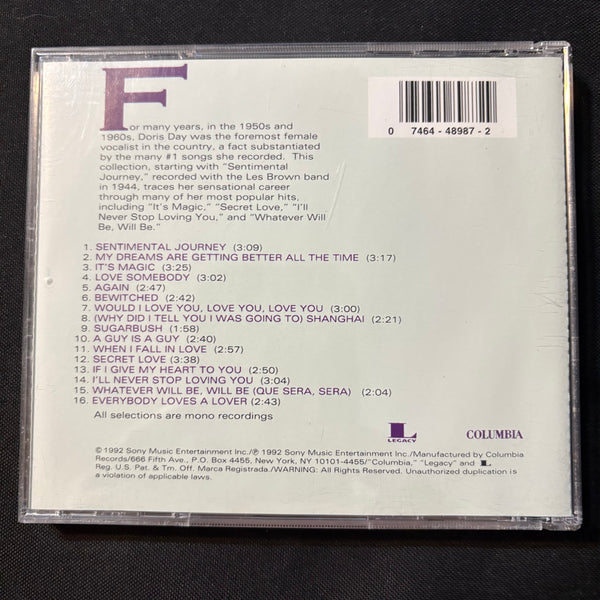 For many years, in the 1950s and
1960s, Doris Day was the foremost female
vocalist in the country, a fact substantiated
by the many #1 songs she recorded. This
collection, starting with "Sentimental
Journey," recorded with the Les Brown band
in 1944, traces her sensational career
through many of her most popular hits,
including "It's Magic," "Secret Love," "I'll
Never Stop Loving You," and "Whatever Will
Be, Will Be."
0 7464-48987-2
1. SENTIMENTAL JOURNEY (3:09)
2. MY DREAMS ARE GETTING BETTER ALL THE TIME (3:17)
3. IT'S MAGIC (3:25)
4. LOVE SOMEBODY (3:02)
5. AGAIN (2:47)
6. BEWITCHED (2:42)
7. WOULD I LOVE YOU, LOVE YOU, LOVE YOU (3:00)
8. (WHY DID I TELL YOU I WAS GOING TO) SHANGHAI (2:21)
9. SUGARBUSH (1:58)
10. A GUY IS A GUY (2:40)
11. WHEN I FALL IN LOVE (2:57)
12. SECRET LOVE (3:38)
13. IF I GIVE MY HEART TO YOU (2:50)
14. I'LL NEVER STOP LOVING YOU (3:04)
15. WHATEVER WILL BE, WILL BE (QUE SERA, SERA) (2:04)
16. EVERYBODY LOVES A LOVER (2:43)
All selections are mono recordings
L
LEGACY
COLUMBIA
© 1992 Sony Music Entertainment Inc./℗ 1992 Sony Music Entertainment Inc./Manufactured by Columbia
Records/666 Fifth Ave., P.O. Box 4455, New York, NY 10101-4455/"Columbia," "Legacy" and L
Reg. U.S. Pat. & Tm. Off. Marca Registrada./WARNING: All Rights Reserved. Unauthorized duplication is
a violation of applicable laws.